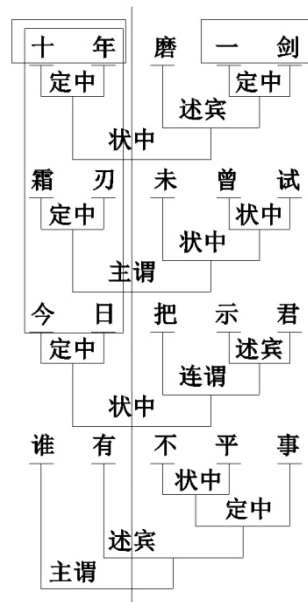 十年磨一剑
定中 定中
述宾
状中
霜刃未曾试
定中 状中
状中
主谓
今日把示君
定中 述宾
连谓
状中
谁有不平事
状中
定中
述宾
主谓